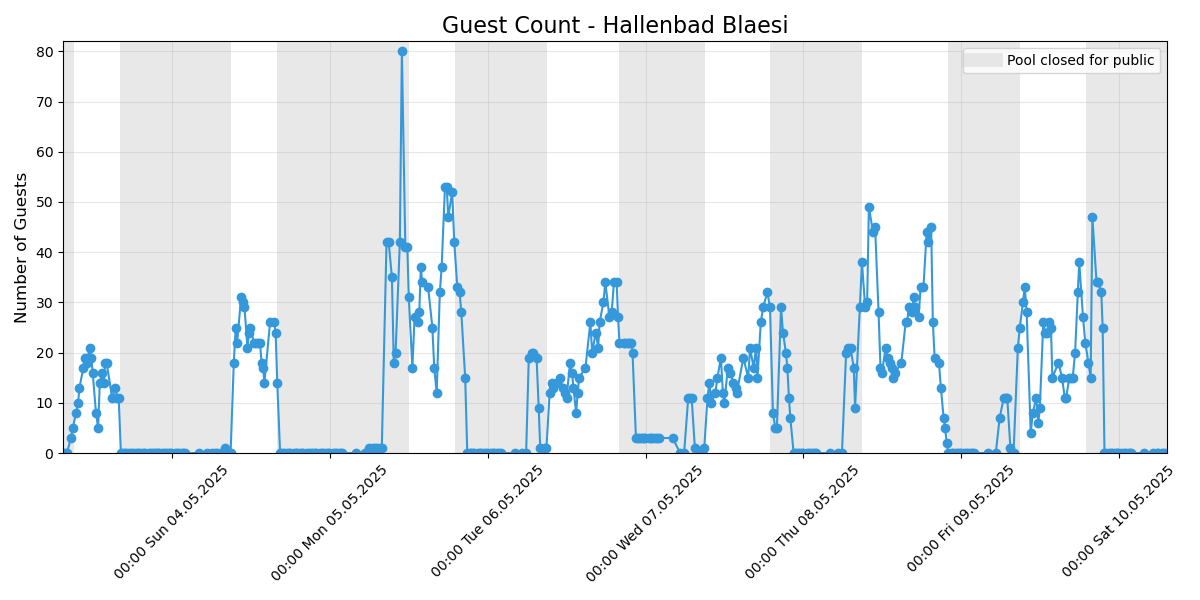 Guest Count - Hallenbad Blaesi
Pool closed for public
Number of Guests
80
70
60
50
40
30
20
10
0
00:00 Sun 04.05.2025
00:00 Mon 05.05.2025
00:00 Tue 06.05.2025
00:00 Wed 07.05.2025
00:00 Thu 08.05.2025
00:00 Fri 09.05.2025
00:00 Sat 10.05.2025